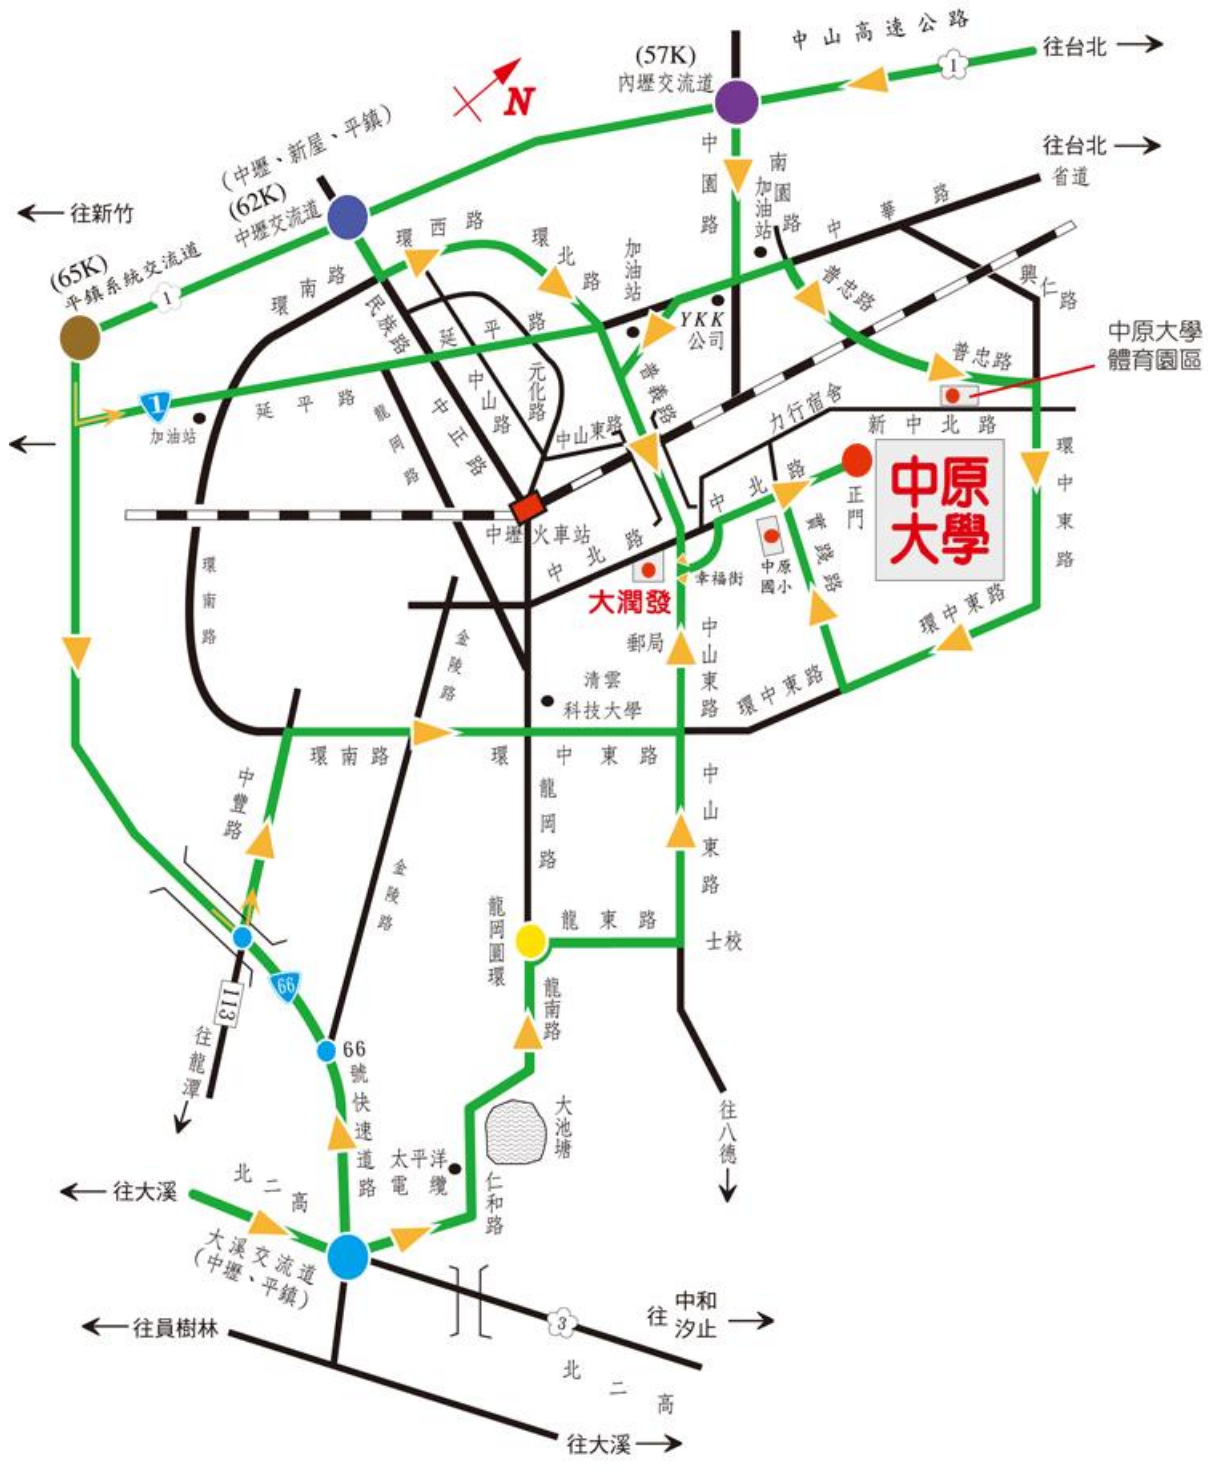 中山高速公路
1
往台北
(57K)
內壢交流道
N
往台北
省道
(中壢、新屋、平鎮)
(62K)
中壢交流道
往新竹
(65K)
平鎮系統交流道
1
中園路
南園路
加油站
中華路
環西路
環北路
加油站
環南路
民族路
延平路
YKK
公司
普忠路
興仁路
中原大學
體育園區
普忠路
1
加油站
延平路
龍岡路
中正路
中山路
元化路
中山東路
普義路
力行宿舍
新中北路
環中東路
中原
大學
正門
中北路
中壢火車站
中北路
大潤發
幸福街
中原
國小
實踐路
環南路
金陵路
郵局
中山東路
環中東路
環中東路
清雲
科技大學
環南路
環中東路
中豐路
龍岡路
中山東路
金陵路
龍岡圓環
龍東路
士校
66
113
往龍潭
龍南路
66號快速道路
大池塘
太平洋
電纜
仁和路
往八德
往大溪
北二高
大溪交流道
(中壢、平鎮)
往員樹林
3
往中和
汐止
北二高
往大溪